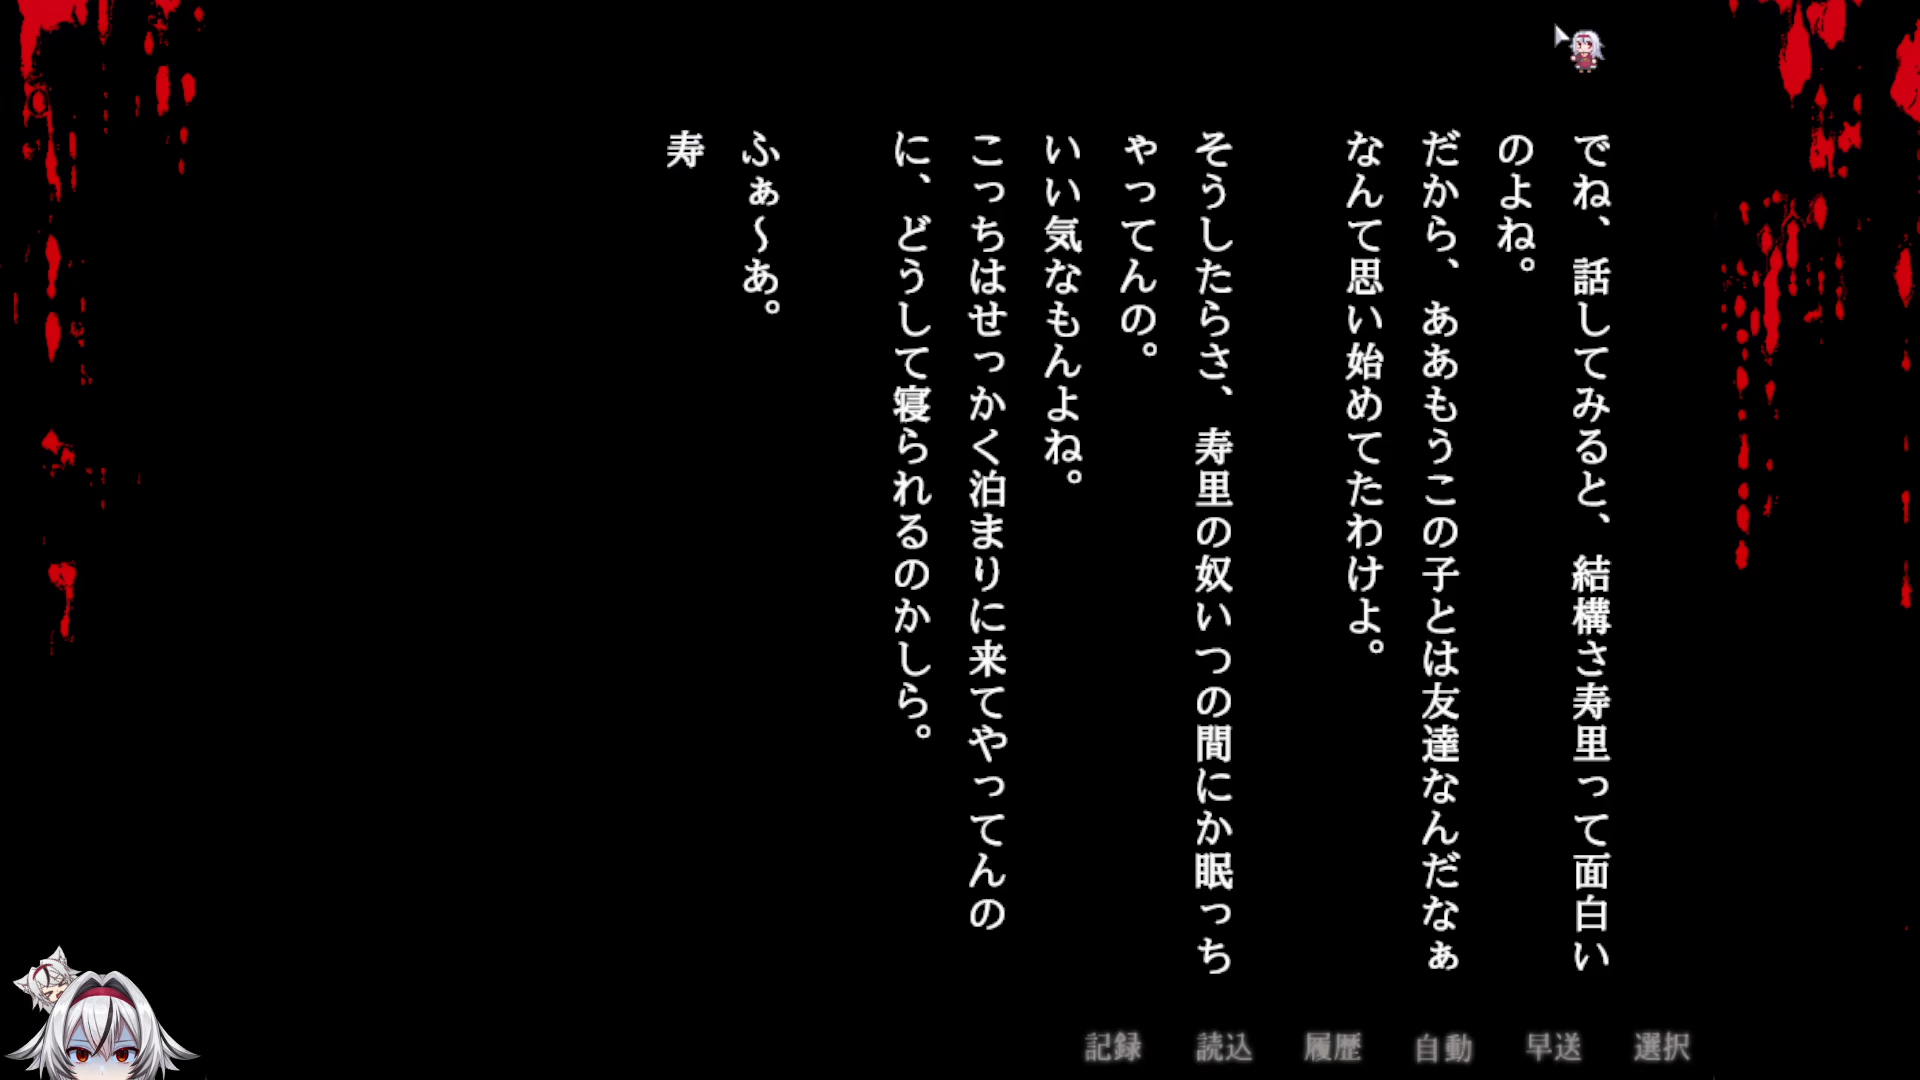 でね、話してみると、結構さ寿里って面白い
のよね。
だから、ああもうこの子とは友達なんだなぁ
なんて思い始めてたわけよ。
そうしたらさ、寿里の奴いつの間にか眠っち
ゃってんの。
いい気なもんよね。
こっちはせっかく泊まりに来てやってんの
に、どうして寝られるのかしら。
ふぁ～あ。
寿
記録
読込
履歴
自動
早送
選択